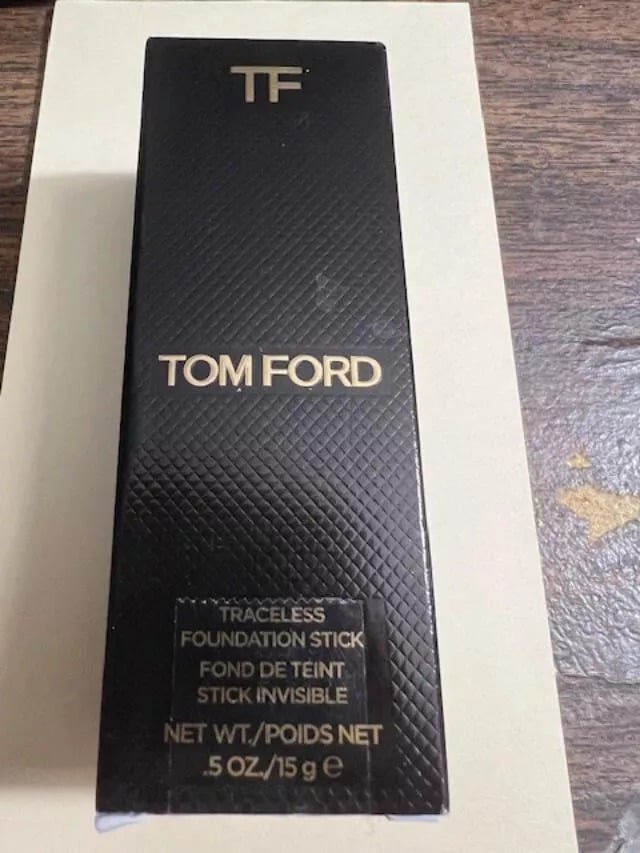 TF
TOM FORD
TRACELESS
FOUNDATION STICK
FOND DE TEINT
STICK INVISIBLE
NET WT./POIDS NET
.5 OZ./15 g ℮